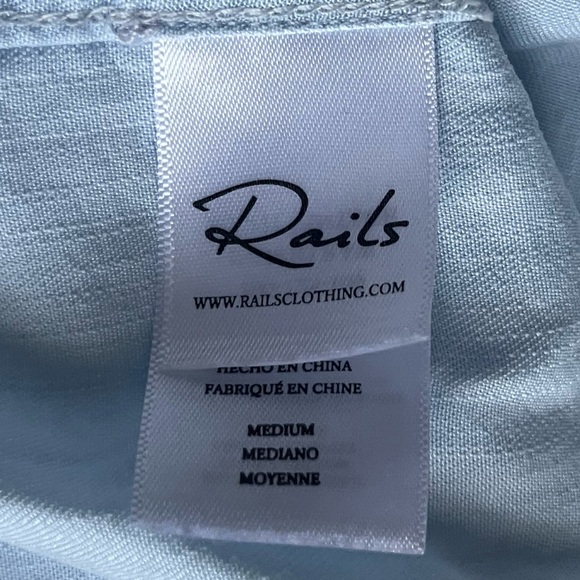 Rails
WWW.RAILSCLOTHING.COM
HECHO EN CHINA
FABRIQUÉ EN CHINE
MEDIUM
MEDIANO
MOYENNE